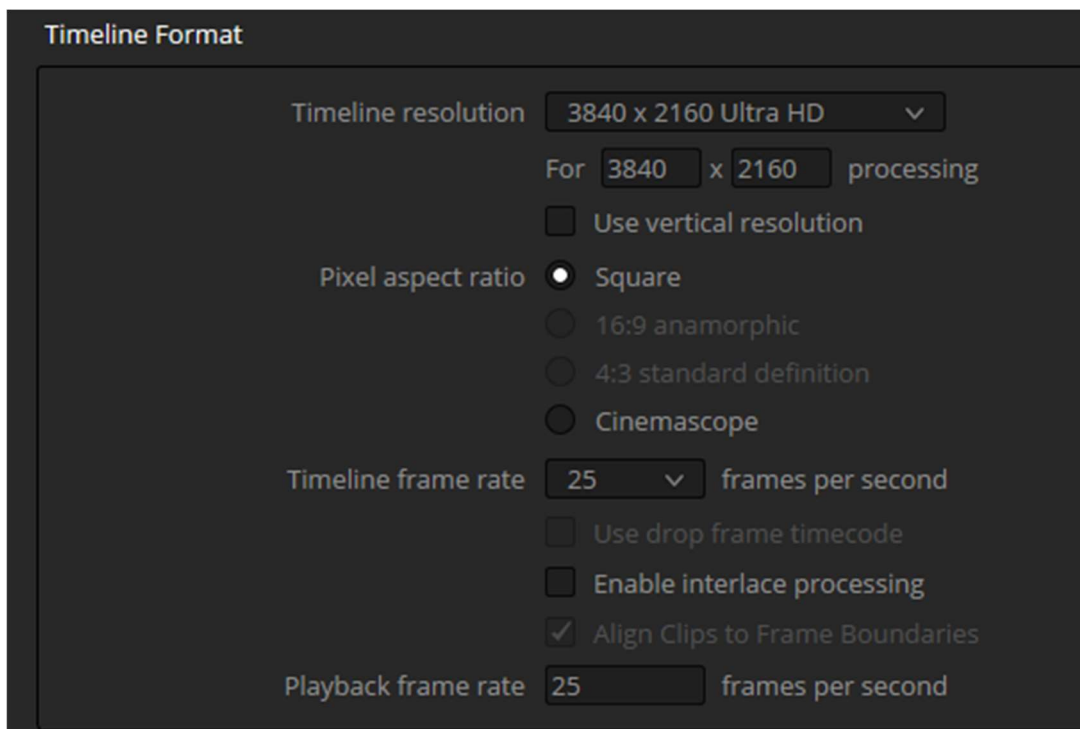 Timeline Format
Timeline resolution 3840 x 2160 Ultra HD
For 3840 x 2160 processing
Use vertical resolution
Pixel aspect ratio Square
16:9 anamorphic
4:3 standard definition
Cinemascope
Timeline frame rate 25 frames per second
Use drop frame timecode
Enable interlace processing
Align Clips to Frame Boundaries
Playback frame rate 25 frames per second